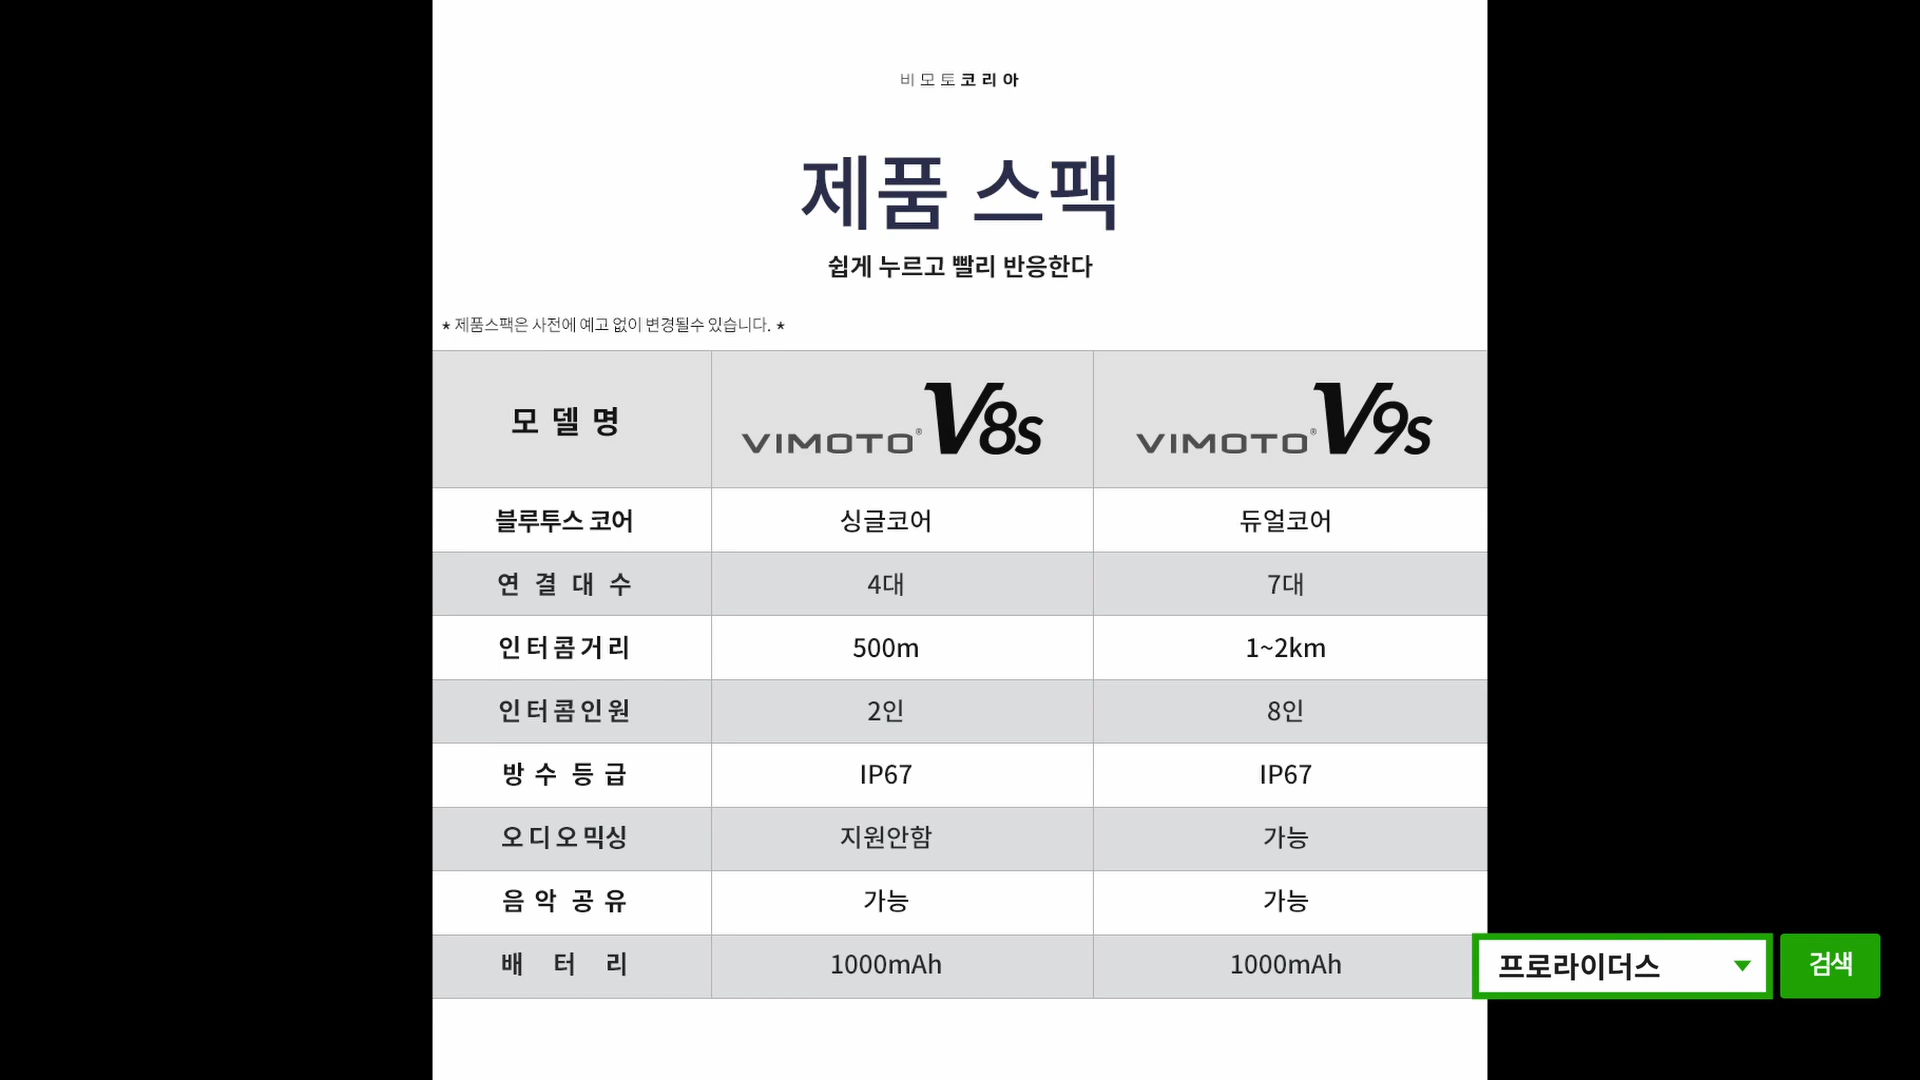 비모토코리아
제품 스팩
쉽게 누르고 빨리 반응한다
* 제품스팩은 사전에 예고 없이 변경될수 있습니다. *
모델명 VIMOTO® V8s VIMOTO® V9s
블루투스 코어 싱글코어 듀얼코어
연결대수 4대 7대
인터콤거리 500m 1~2km
인터콤인원 2인 8인
방수등급 IP67 IP67
오디오믹싱 지원안함 가능
음악공유 가능 가능
배터리 1000mAh 1000mAh
프로라이더스 검색